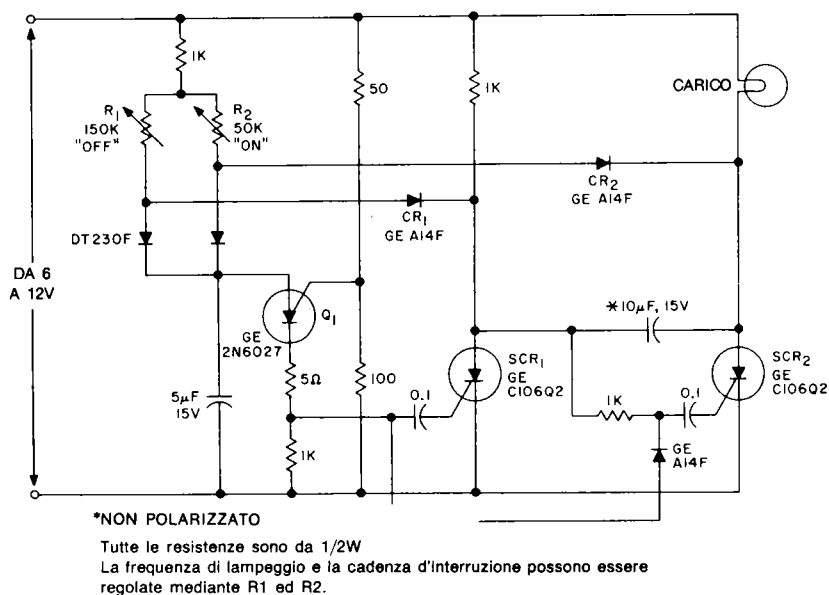 1K
50
1K
CARICO
R1
150K
"OFF"
R2
50K
"ON"
CR2
GE A14F
CR1
GE A14F
DT230F
DA 6
A 12V
*10µF, 15V
Q1
GE
2N6027
SCR1
GE
C106Q2
SCR2
GE
C106Q2
5Ω
100
0.1
1K
0.1
5µF
15V
1K
GE
A14F
*NON POLARIZZATO
Tutte le resistenze sono da 1/2W
La frequenza di lampeggio e la cadenza d'interruzione possono essere
regolate mediante R1 ed R2.